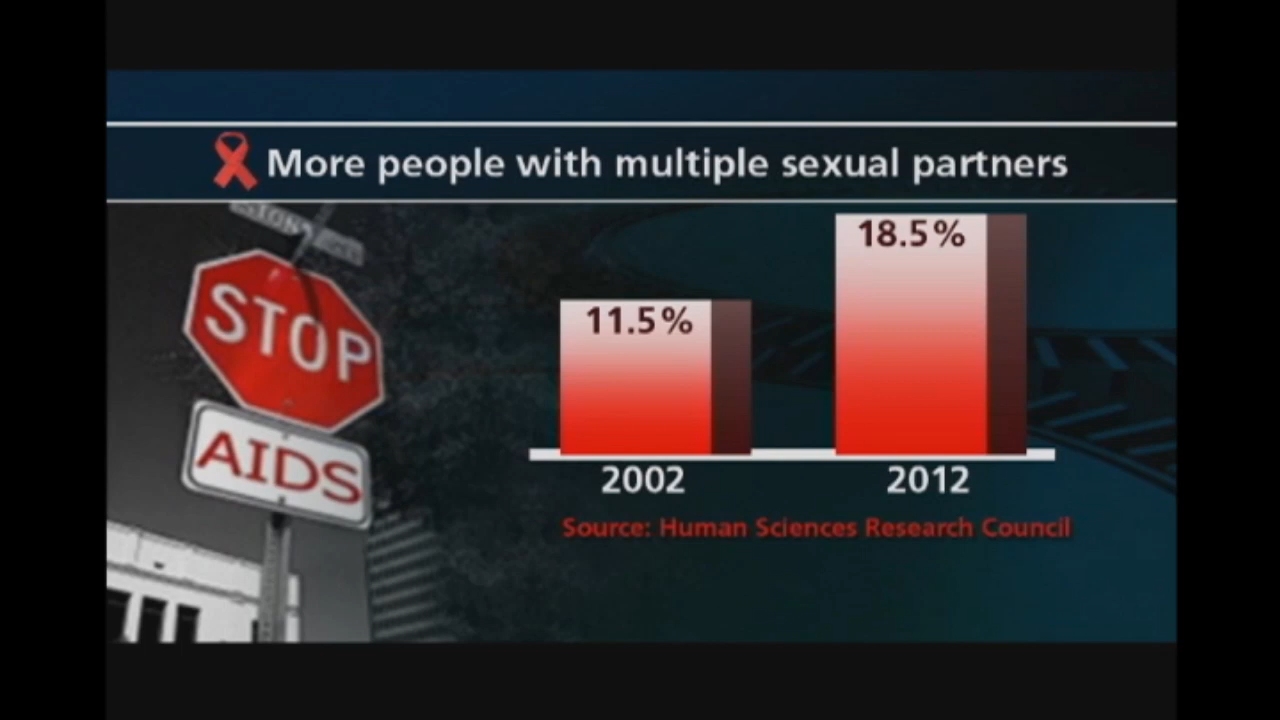 More people with multiple sexual partners
STOP
AIDS
11.5%
18.5%
2002
2012
Source: Human Sciences Research Council